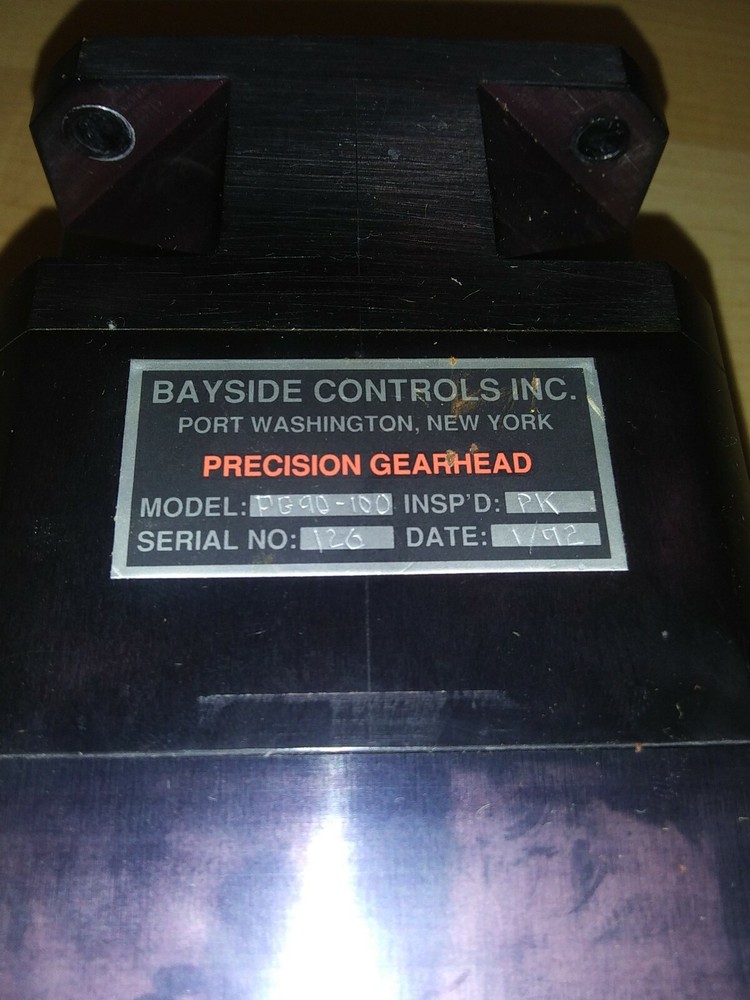 BAYSIDE CONTROLS INC.
PORT WASHINGTON, NEW YORK
PRECISION GEARHEAD
MODEL: PG90-100 INSP'D: PK
SERIAL NO: 126 DATE: 1/92